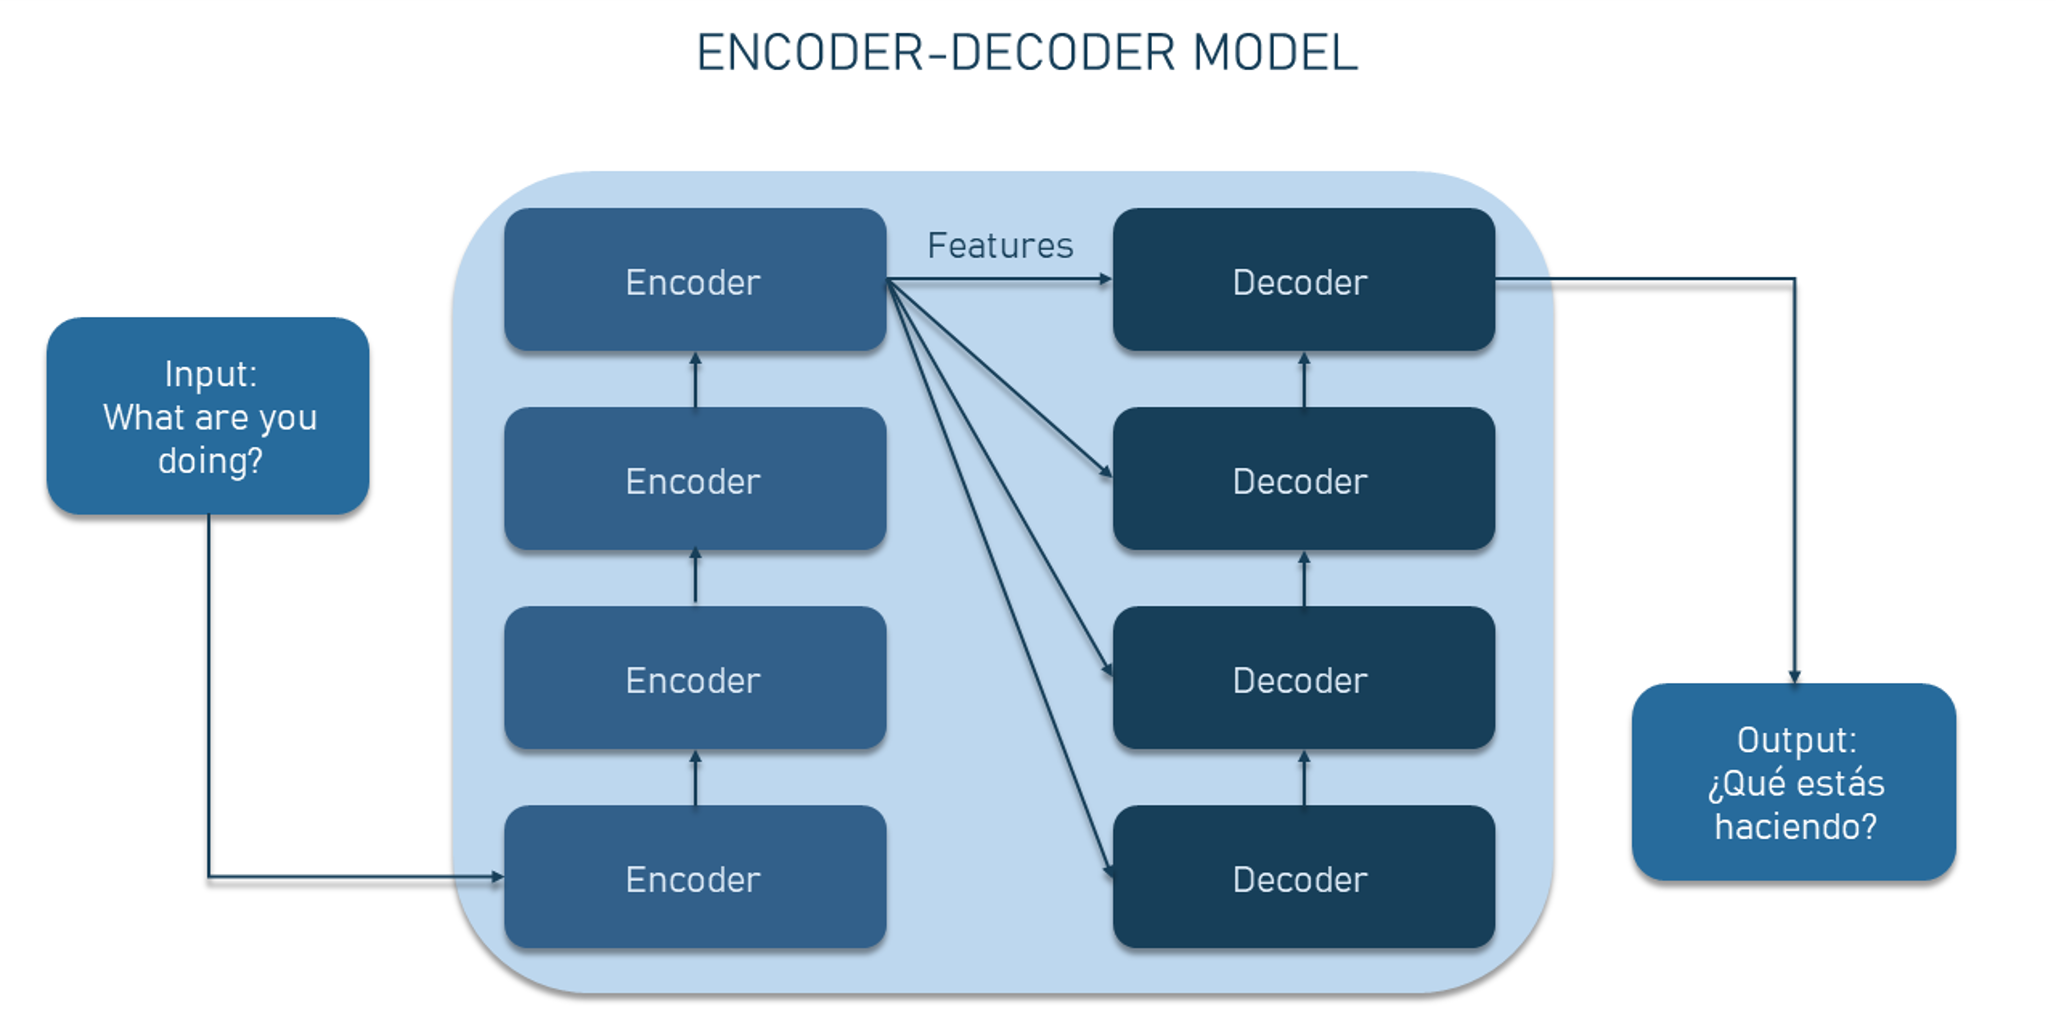 ENCODER-DECODER MODEL
Input:
What are you
doing?
Encoder
Encoder
Encoder
Encoder
Features
Decoder
Decoder
Decoder
Decoder
Output:
¿Qué estás
haciendo?